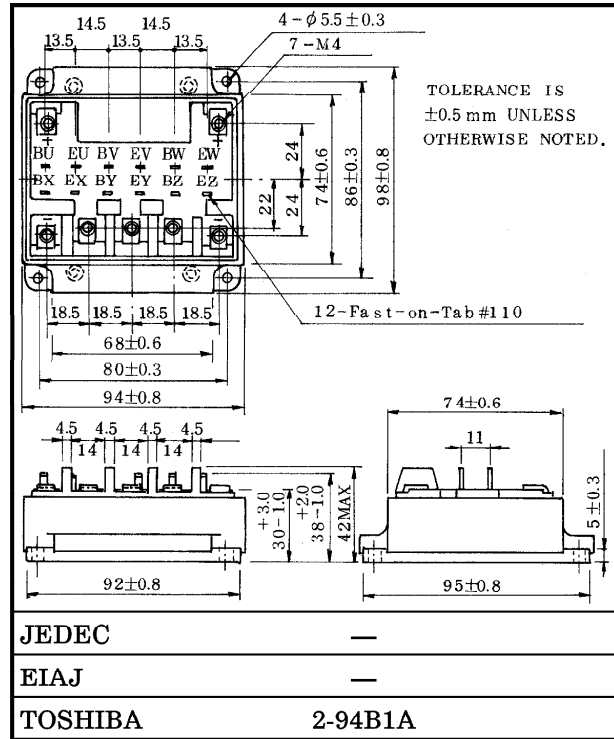 14.5 14.5
13.5 13.5 13.5
4-φ5.5±0.3
7-M4
TOLERANCE IS
±0.5 mm UNLESS
OTHERWISE NOTED.
+ +
BU EU BV EV BW EW
BX EX BY EY BZ EZ
- -
24
22
24
74±0.6
86±0.3
98±0.8
18.5 18.5 18.5 18.5
12-Fast-on-Tab #110
68±0.6
80±0.3
94±0.8
4.5 4.5 4.5 4.5
14 14 14
+3.0
30-1.0
+2.0
38-1.0
42MAX
92±0.8
74±0.6
11
5±0.3
95±0.8
JEDEC —
EIAJ —
TOSHIBA 2-94B1A